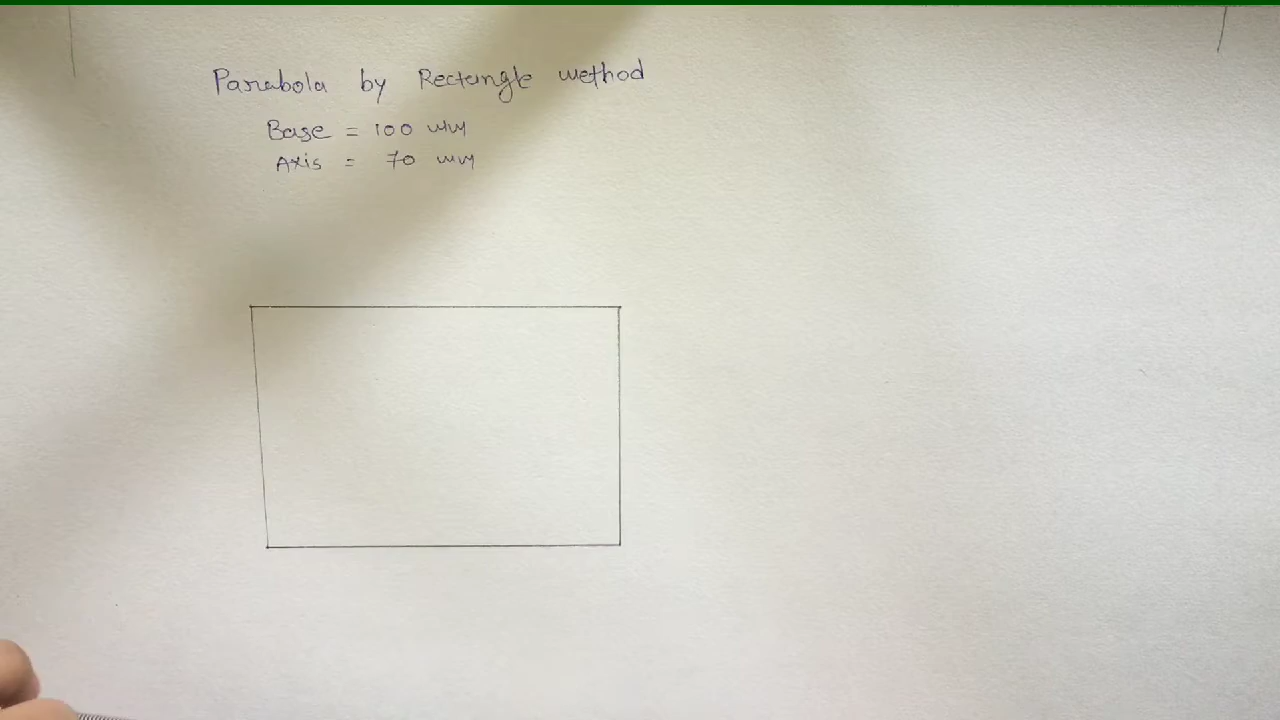 Parabola by Rectangle method
Base = 100 mm
Axis = 70 mm